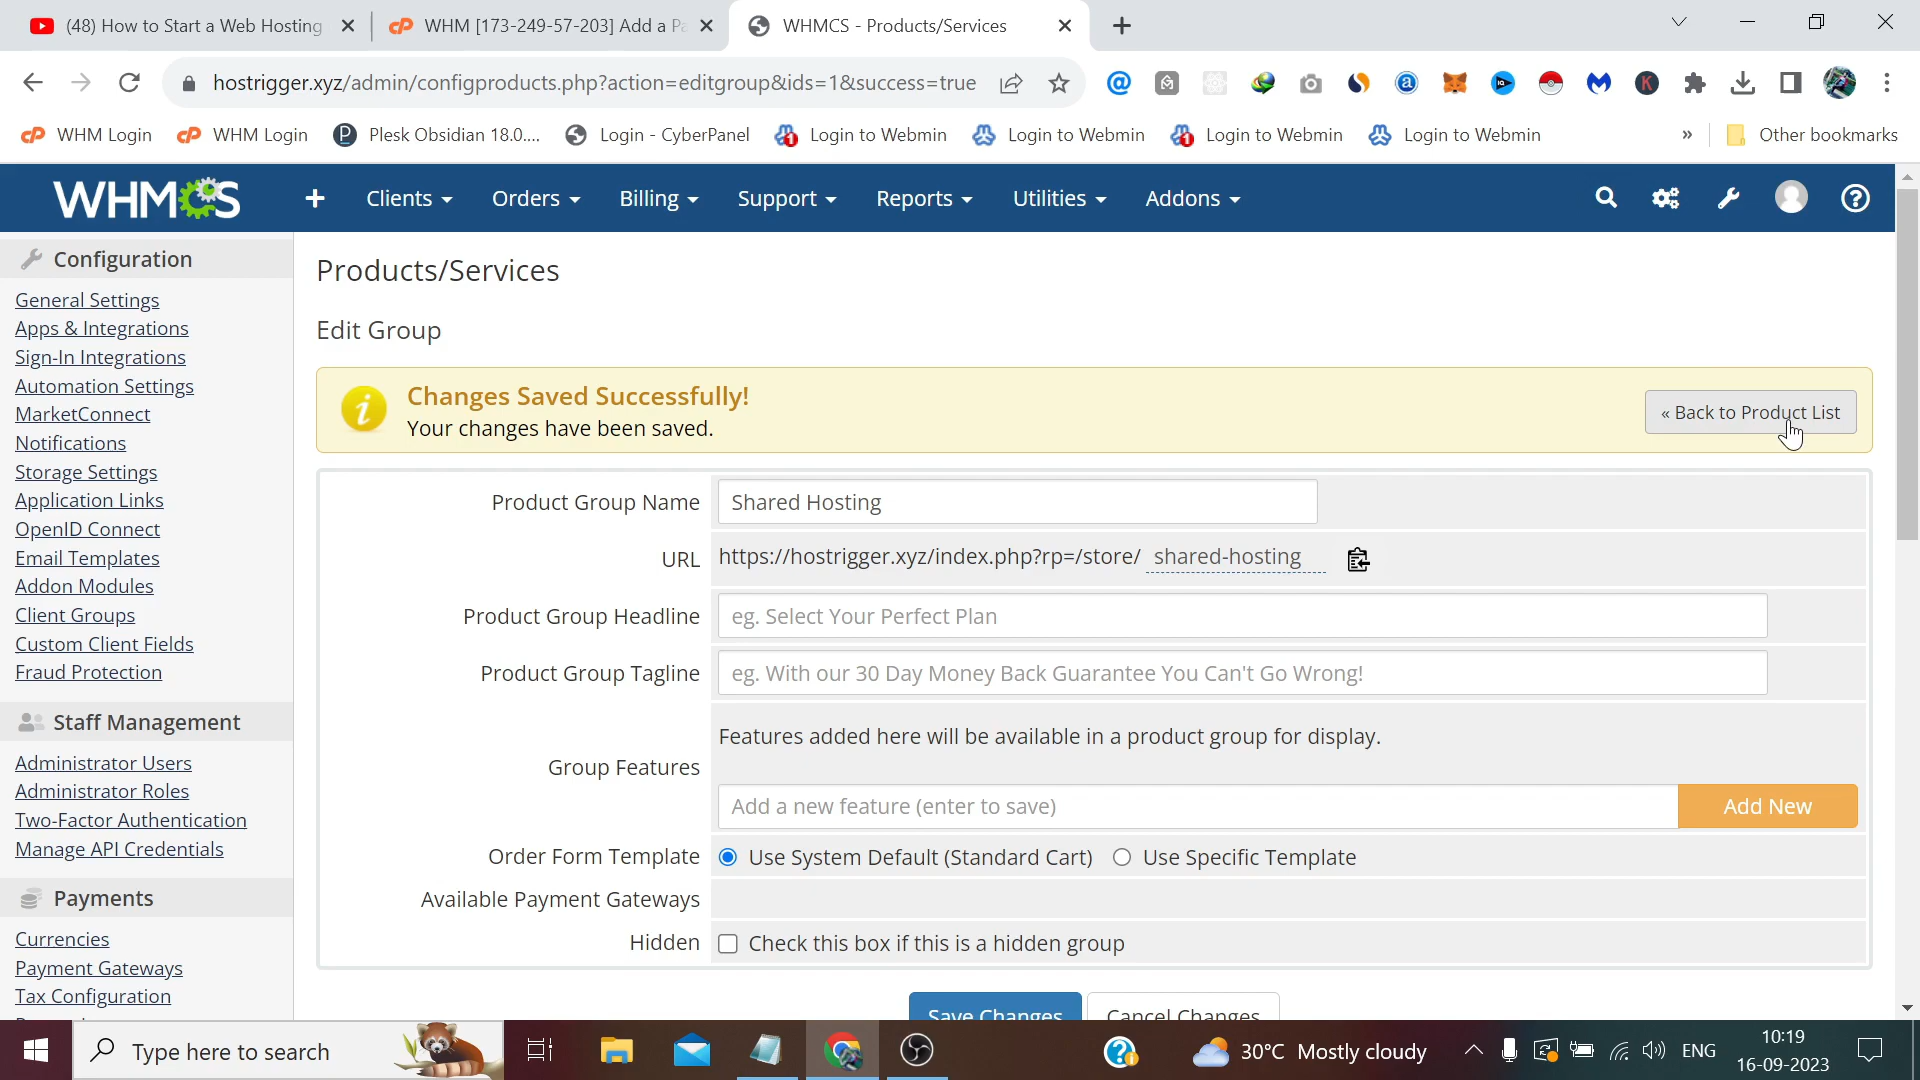 (48) How to Start a Web Hosting
WHM [173-249-57-203] Add a Pa
WHMCS - Products/Services
hostrigger.xyz/admin/configproducts.php?action=editgroup&ids=1&success=true
WHM Login
WHM Login
Plesk Obsidian 18.0....
Login - CyberPanel
Login to Webmin
Login to Webmin
Login to Webmin
Login to Webmin
»
Other bookmarks
WHMCS
Clients
Orders
Billing
Support
Reports
Utilities
Addons
Configuration
General Settings
Apps & Integrations
Sign-In Integrations
Automation Settings
MarketConnect
Notifications
Storage Settings
Application Links
OpenID Connect
Email Templates
Addon Modules
Client Groups
Custom Client Fields
Fraud Protection
Staff Management
Administrator Users
Administrator Roles
Two-Factor Authentication
Manage API Credentials
Payments
Currencies
Payment Gateways
Tax Configuration
Products/Services
Edit Group
Changes Saved Successfully!
Your changes have been saved.
« Back to Product List
Product Group Name
Shared Hosting
URL
https://hostrigger.xyz/index.php?rp=/store/ shared-hosting
Product Group Headline
eg. Select Your Perfect Plan
Product Group Tagline
eg. With our 30 Day Money Back Guarantee You Can't Go Wrong!
Group Features
Features added here will be available in a product group for display.
Add a new feature (enter to save)
Add New
Order Form Template
Use System Default (Standard Cart)
Use Specific Template
Available Payment Gateways
Hidden
Check this box if this is a hidden group
Save Changes
Cancel Changes
Type here to search
30°C Mostly cloudy
ENG
10:19
16-09-2023